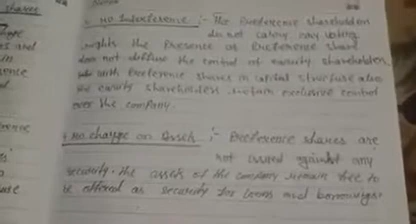 shares
No Interference :- The Preference shareholders
do not carry any voting
rights the Presence of Preference share
does not dilute the control of equity shareholders
with Preference shares in capital structure also
the equity shareholders retain exclusive control
over the company.
No charge on Assets :- Preference shares are
not issued against any
security. The assets of the company remain free to
be offered as security for loans and borrowings.